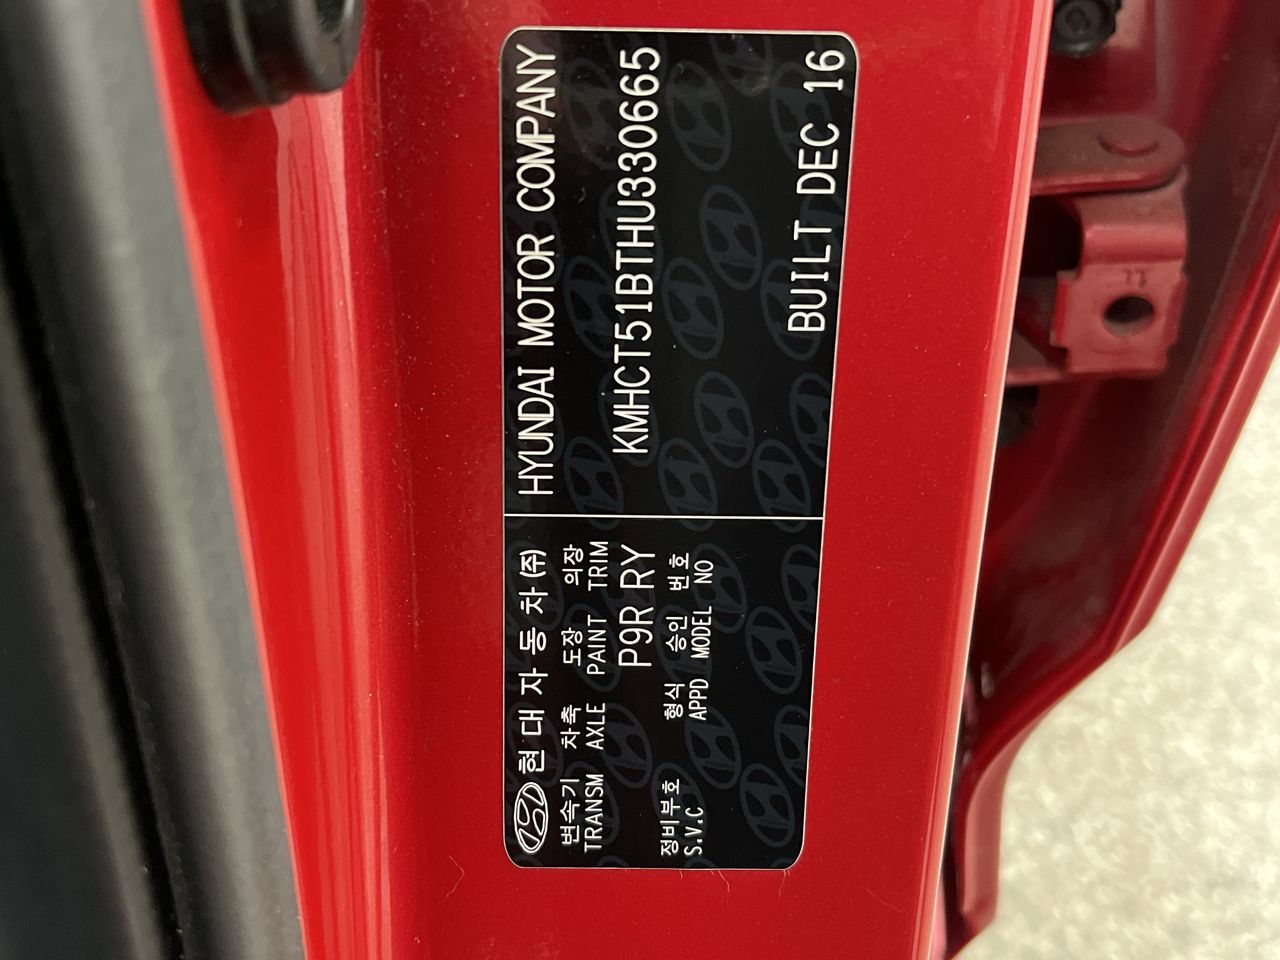 현대자동차(주)
변속기 차축 도장 의장
TRANSM AXLE PAINT TRIM
P9R RY
정비부호 형식 승인 번호
S.V.C APPD MODEL NO
HYUNDAI MOTOR COMPANY
KMHCT51BTHU330665
BUILT DEC 16